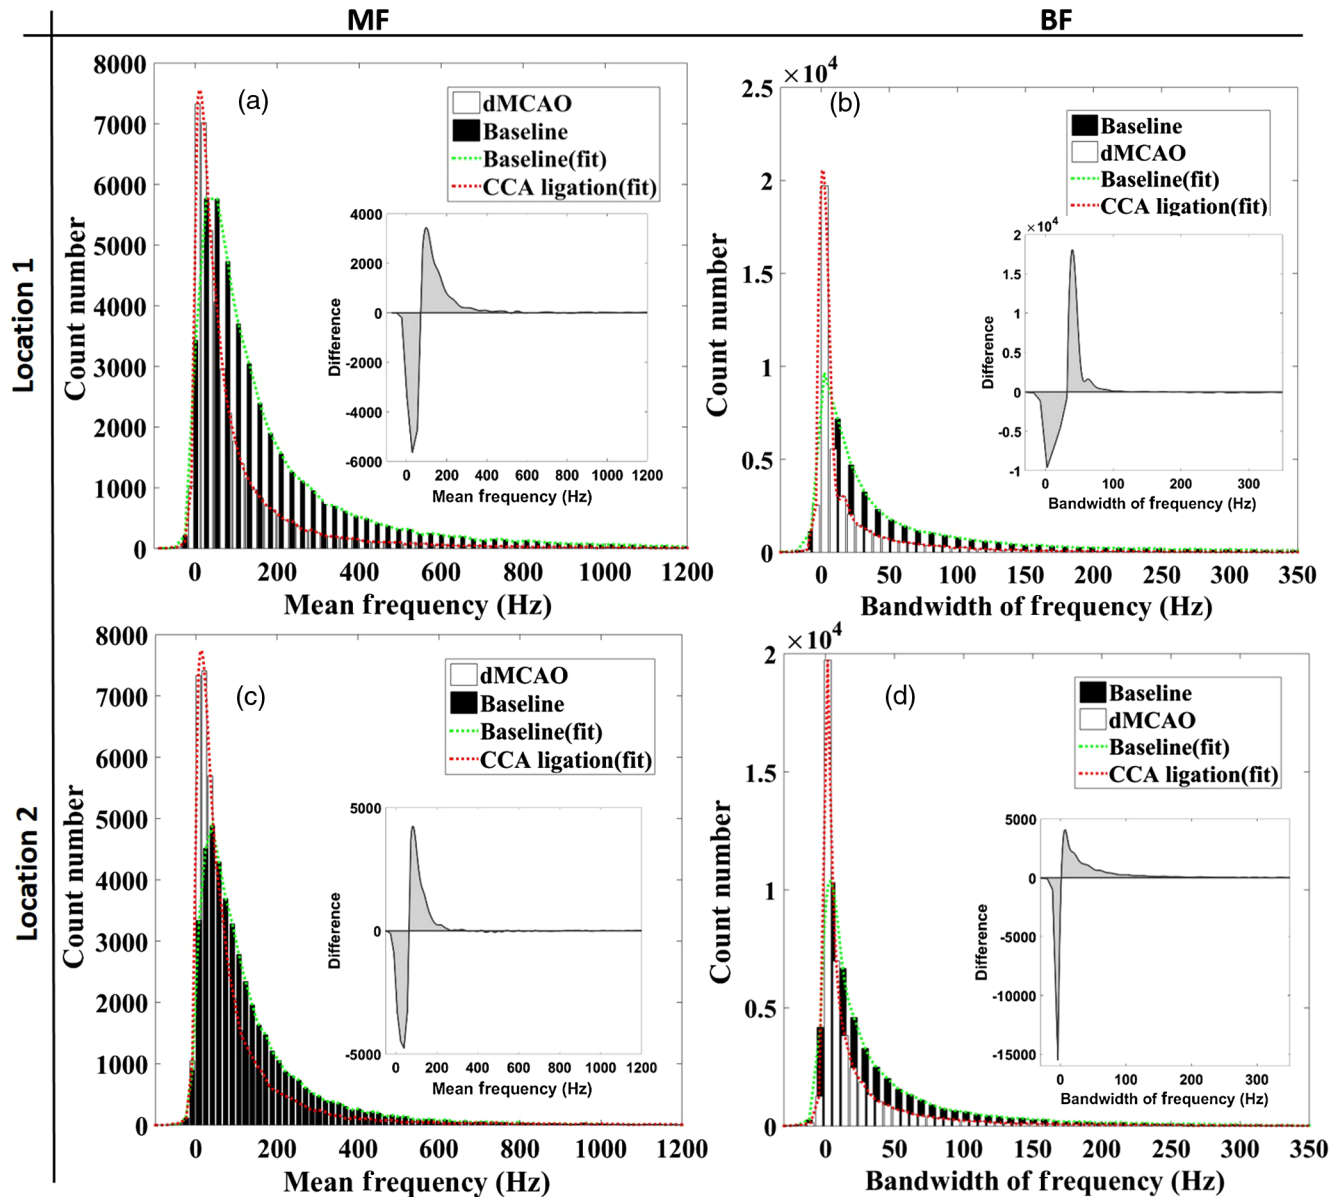 MF
BF
Location 1
(a)
8000
7000
6000
5000
4000
3000
2000
1000
0
Count number
dMCAO
Baseline
Baseline(fit)
CCA ligation(fit)
4000
2000
0
-2000
-4000
-6000
Difference
0 200 400 600 800 1000 1200
Mean frequency (Hz)
0 200 400 600 800 1000 1200
Mean frequency (Hz)
(b)
×10⁴
2.5
2
1.5
1
0.5
0
Count number
Baseline
dMCAO
Baseline(fit)
CCA ligation(fit)
×10⁴
2
1.5
1
0.5
0
-0.5
-1
Difference
0 100 200 300
Bandwidth of frequency (Hz)
0 50 100 150 200 250 300 350
Bandwidth of frequency (Hz)
Location 2
(c)
8000
7000
6000
5000
4000
3000
2000
1000
0
Count number
dMCAO
Baseline
Baseline(fit)
CCA ligation(fit)
5000
0
-5000
Difference
0 200 400 600 800 1000 1200
Mean frequency (Hz)
0 200 400 600 800 1000 1200
Mean frequency (Hz)
(d)
×10⁴
2
1.5
1
0.5
0
Count number
Baseline
dMCAO
Baseline(fit)
CCA ligation(fit)
5000
0
-5000
-10000
-15000
Difference
0 100 200 300
Bandwidth of frequency (Hz)
0 50 100 150 200 250 300 350
Bandwidth of frequency (Hz)